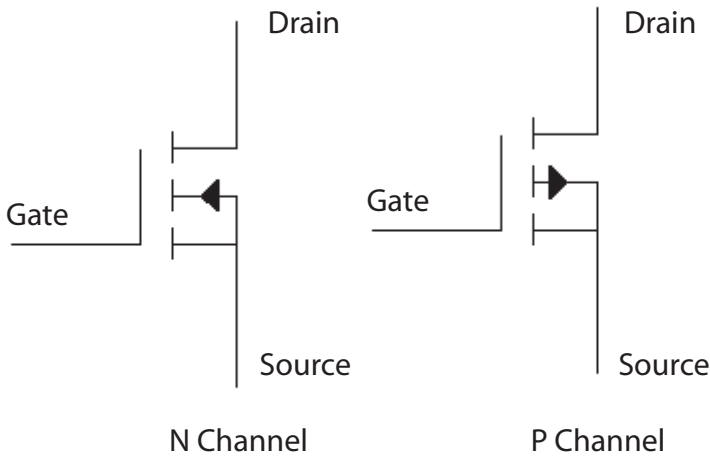 Drain
Drain
Gate
Gate
Source
Source
N Channel
P Channel